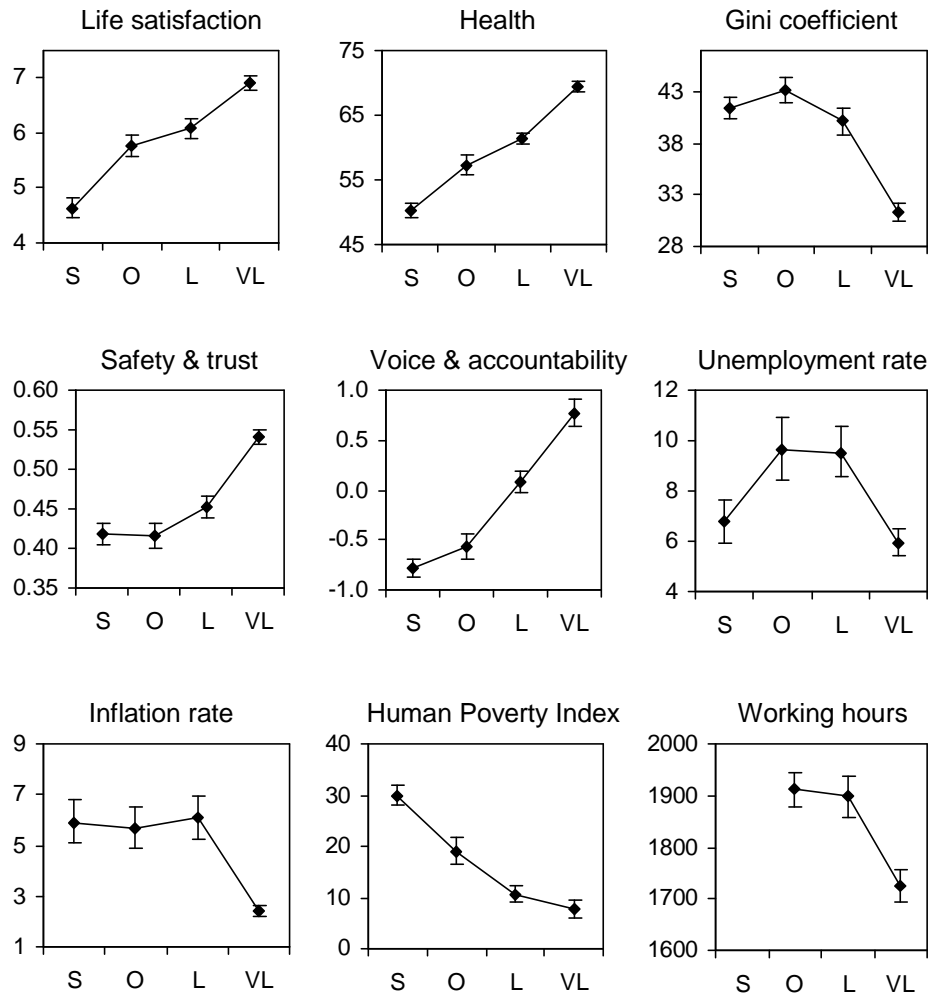 Life satisfaction
7
6
5
4
S O L VL
Health
75
65
55
45
S O L VL
Gini coefficient
43
38
33
28
S O L VL
Safety & trust
0.60
0.55
0.50
0.45
0.40
0.35
S O L VL
Voice & accountability
1.0
0.5
0.0
-0.5
-1.0
S O L VL
Unemployment rate
12
10
8
6
4
S O L VL
Inflation rate
9
7
5
3
1
S O L VL
Human Poverty Index
40
30
20
10
0
S O L VL
Working hours
2000
1900
1800
1700
1600
S O L VL